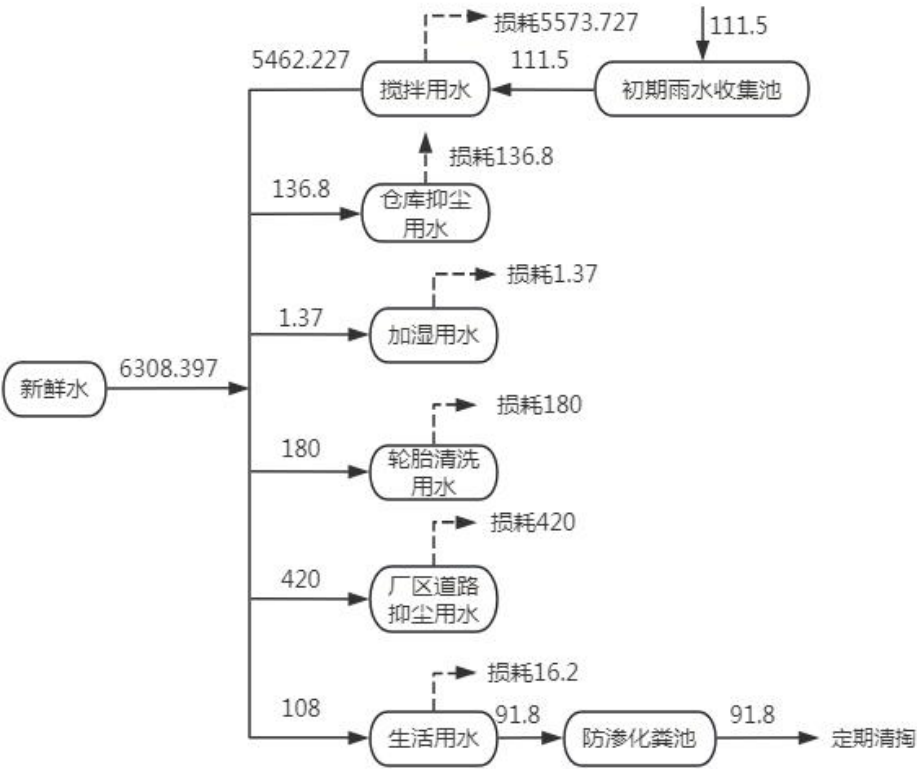 损耗5573.727
111.5
5462.227
111.5
搅拌用水
初期雨水收集池
损耗136.8
136.8
仓库抑尘
用水
损耗1.37
1.37
加湿用水
6308.397
新鲜水
损耗180
180
轮胎清洗
用水
损耗420
420
厂区道路
抑尘用水
损耗16.2
108
91.8
91.8
生活用水
防渗化粪池
定期清掏